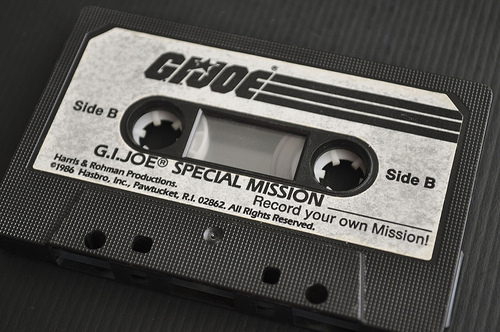 G.I. JOE®
Side B
Side B
G.I.JOE® SPECIAL MISSION
Record your own Mission!
Harris & Rohman Productions.
©1986 Hasbro, Inc., Pawtucket, R.I. 02862. All Rights Reserved.